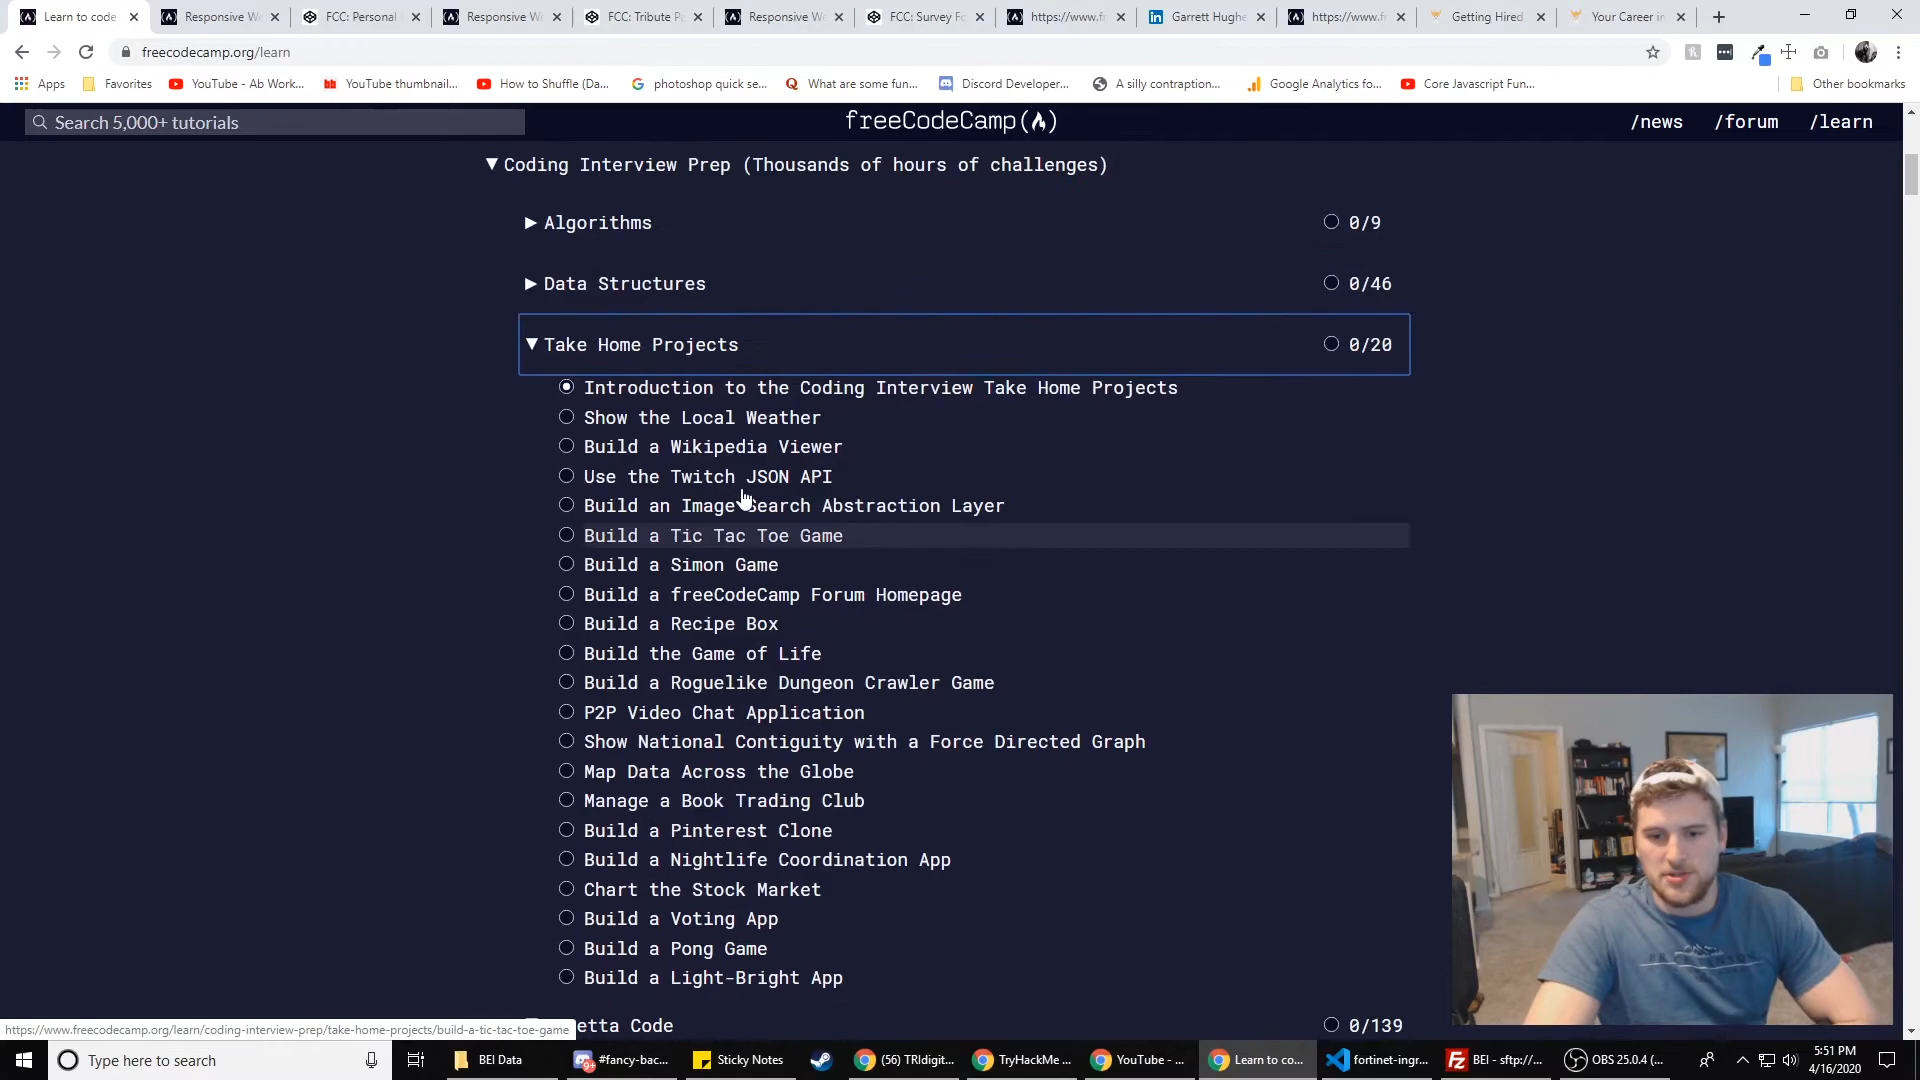 Learn to code
Responsive We
FCC: Personal
Responsive We
FCC: Tribute P
Responsive We
FCC: Survey Fo
https://www.f
Garrett Hughe
https://www.f
Getting Hired
Your Career in
freecodecamp.org/learn
Apps
Favorites
YouTube - Ab Work...
YouTube thumbnail...
How to Shuffle (Da...
photoshop quick se...
What are some fun...
Discord Developer...
A silly contraption...
Google Analytics fo...
Core Javascript Fun...
Other bookmarks
Search 5,000+ tutorials
freeCodeCamp
/news /forum /learn
Coding Interview Prep (Thousands of hours of challenges)
Algorithms 0/9
Data Structures 0/46
Take Home Projects 0/20
Introduction to the Coding Interview Take Home Projects
Show the Local Weather
Build a Wikipedia Viewer
Use the Twitch JSON API
Build an Image Search Abstraction Layer
Build a Tic Tac Toe Game
Build a Simon Game
Build a freeCodeCamp Forum Homepage
Build a Recipe Box
Build the Game of Life
Build a Roguelike Dungeon Crawler Game
P2P Video Chat Application
Show National Contiguity with a Force Directed Graph
Map Data Across the Globe
Manage a Book Trading Club
Build a Pinterest Clone
Build a Nightlife Coordination App
Chart the Stock Market
Build a Voting App
Build a Pong Game
Build a Light-Bright App
https://www.freecodecamp.org/learn/coding-interview-prep/take-home-projects/build-a-tic-tac-toe-game
etta Code 0/139
Type here to search
BEI Data
#fancy-bac...
Sticky Notes
(56) TRIdigit...
TryHackMe ...
YouTube - ...
Learn to co...
fortinet-ingr...
BEI - sftp://...
OBS 25.0.4 (...
5:51 PM
4/16/2020